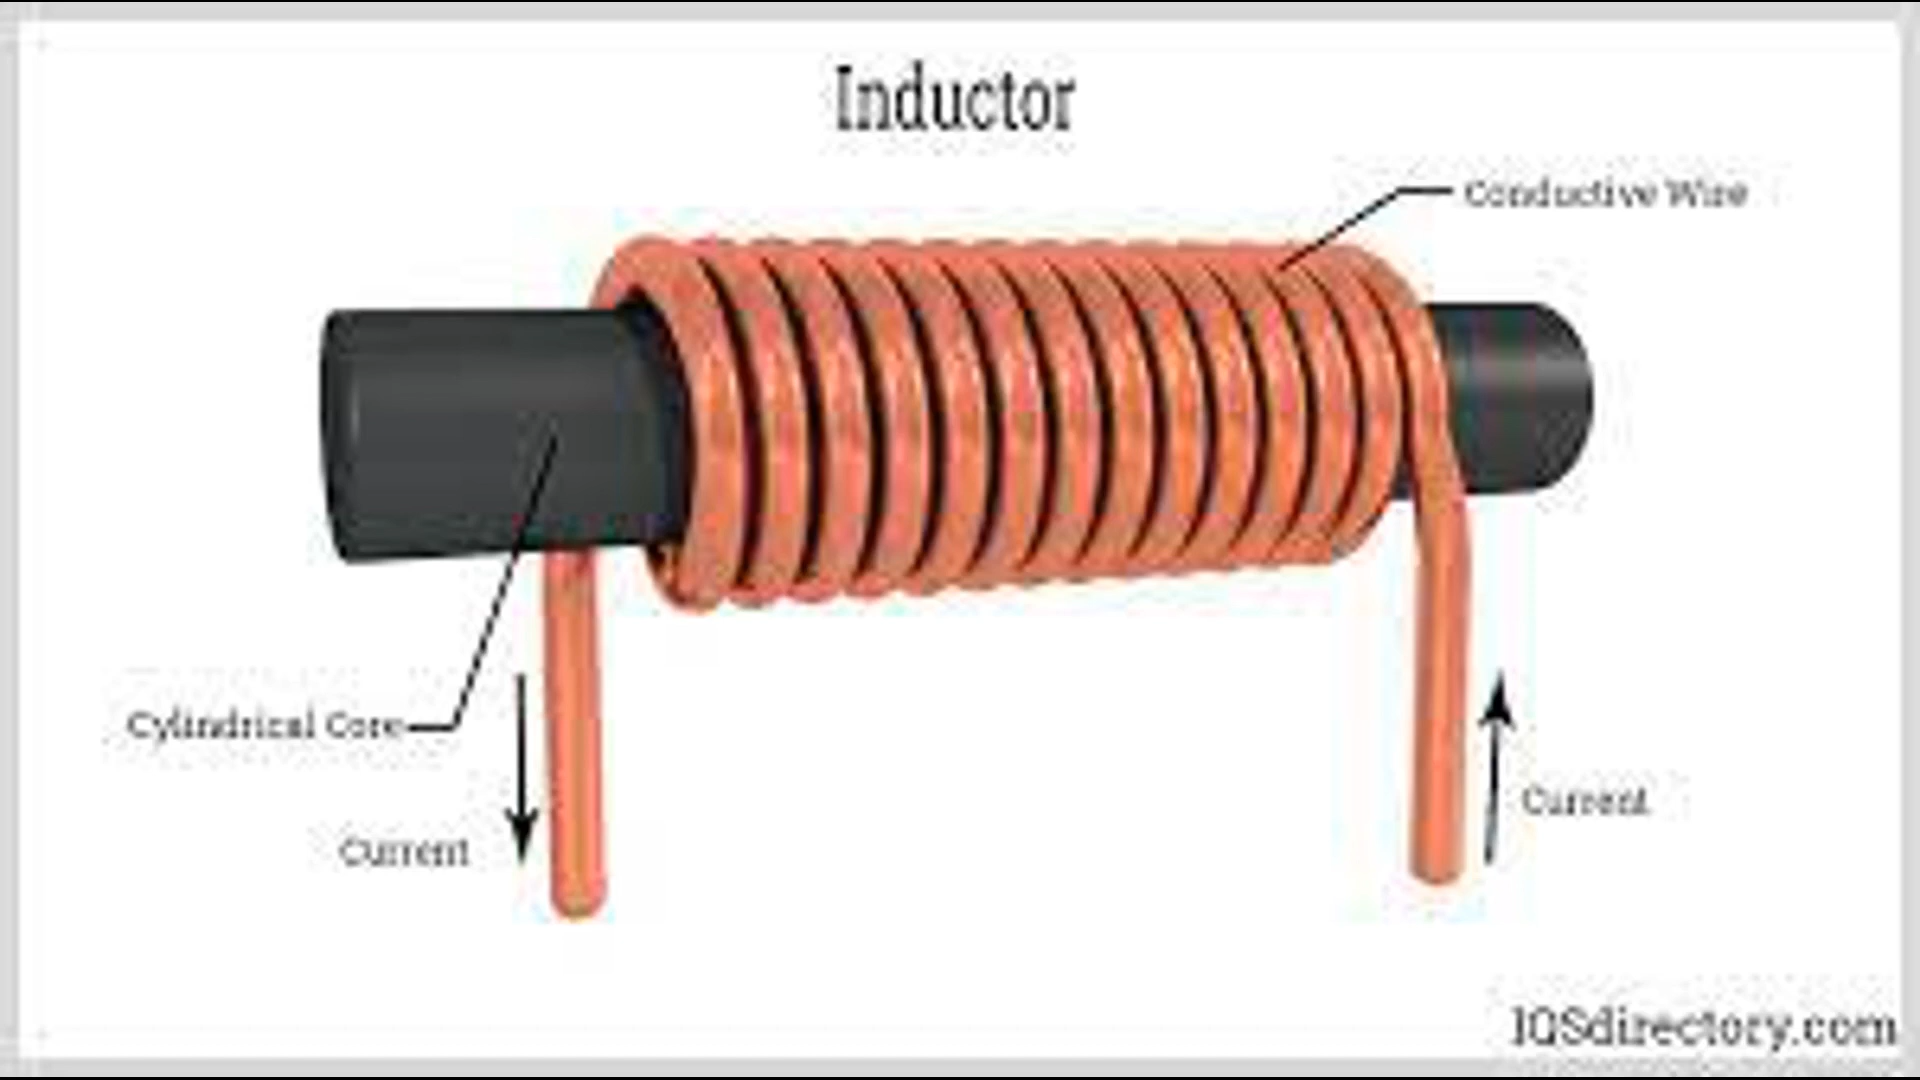 Inductor
Conductive Wire
Cylindrical Core
Current
Current
IQSdirectory.com